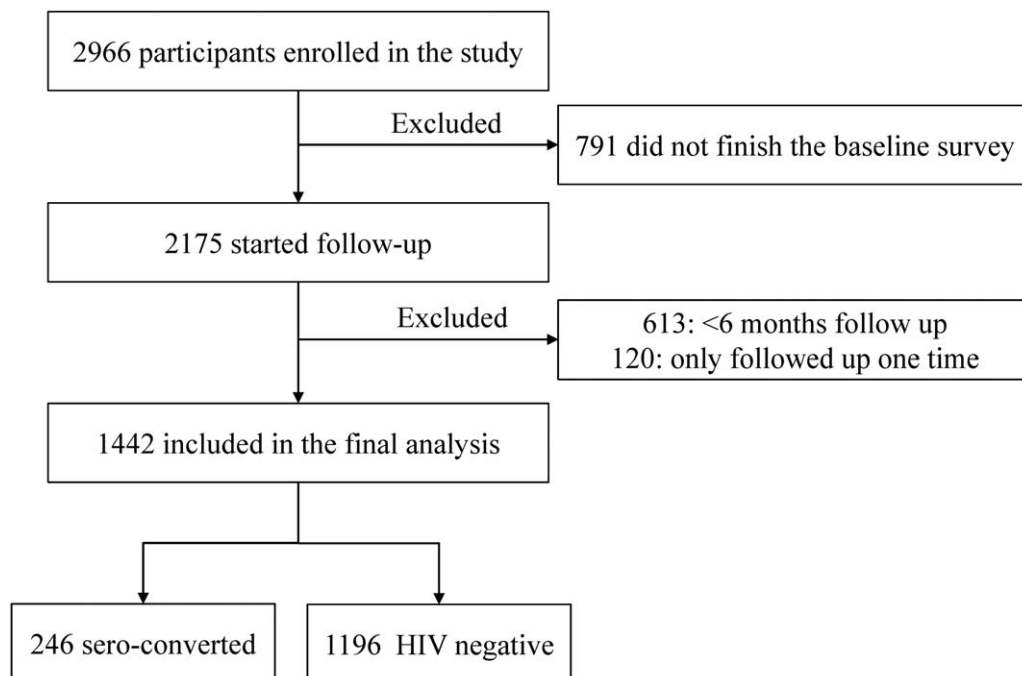 2966 participants enrolled in the study
Excluded
791 did not finish the baseline survey
2175 started follow-up
Excluded
613: <6 months follow up
120: only followed up one time
1442 included in the final analysis
246 sero-converted
1196 HIV negative